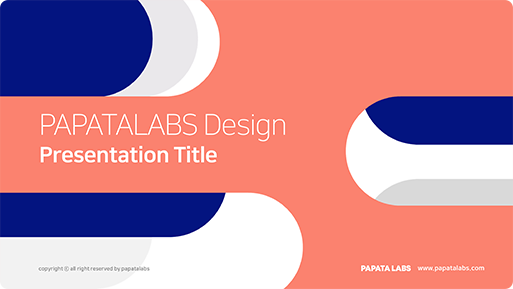 PAPATALABS Design
Presentation Title
copyright ⓒ all right reserved by papatalabs
PAPATA LABS www.papatalabs.com